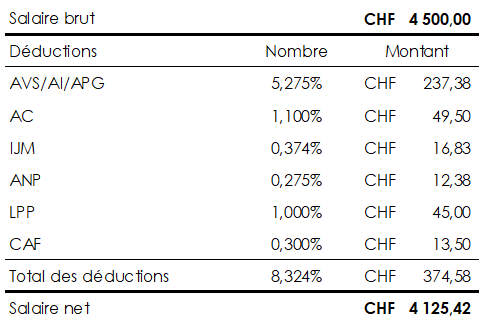 Salaire brut CHF 4 500,00
Déductions Nombre Montant
AVS/AI/APG 5,275% CHF 237,38
AC 1,100% CHF 49,50
IJM 0,374% CHF 16,83
ANP 0,275% CHF 12,38
LPP 1,000% CHF 45,00
CAF 0,300% CHF 13,50
Total des déductions 8,324% CHF 374,58
Salaire net CHF 4 125,42